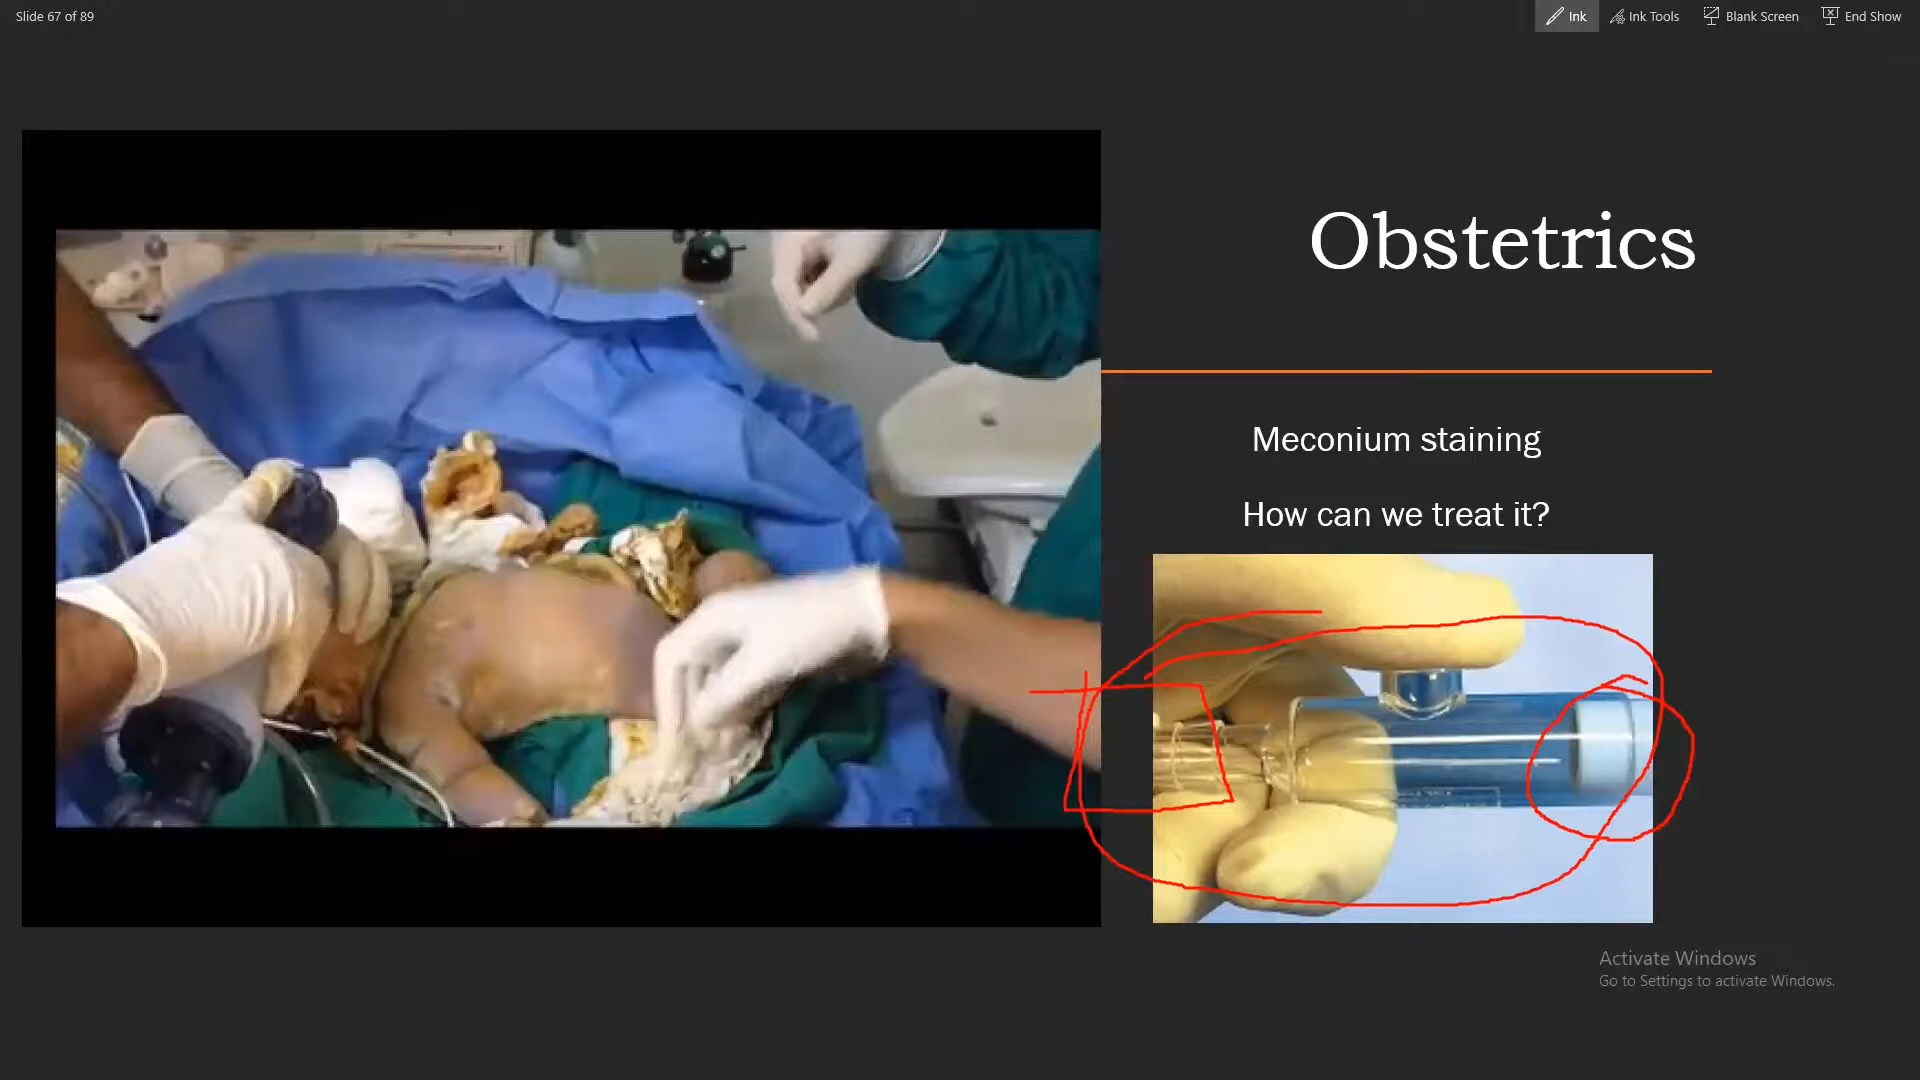 Slide 67 of 89
Ink
Ink Tools
Blank Screen
End Show
Obstetrics
Meconium staining
How can we treat it?
Activate Windows
Go to Settings to activate Windows.